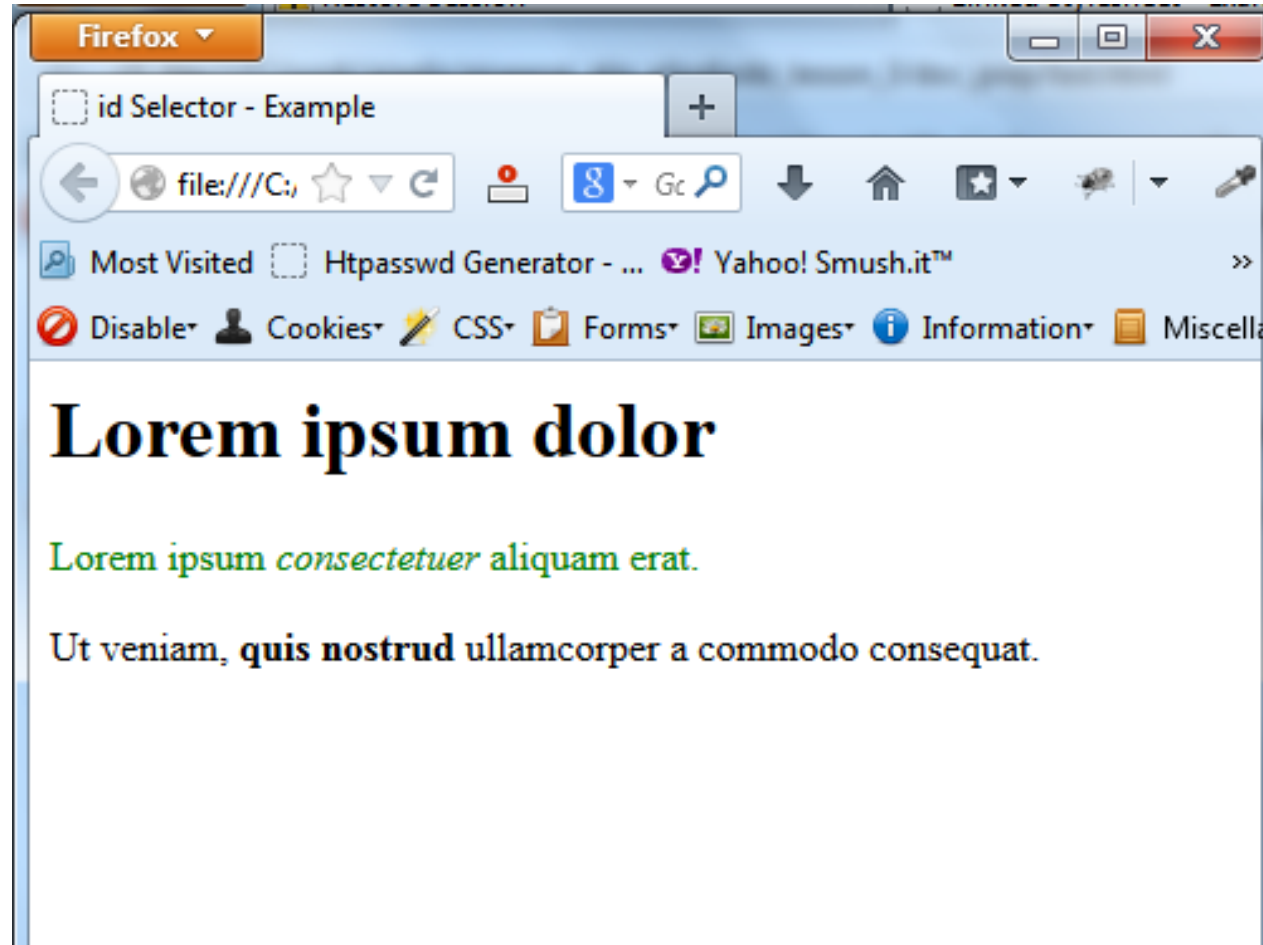 Firefox
id Selector - Example
file:///C:/
Most Visited Htpasswd Generator - ... Yahoo! Smush.it™ »
Disable Cookies CSS Forms Images Information Miscella
Lorem ipsum dolor
Lorem ipsum consectetuer aliquam erat.
Ut veniam, quis nostrud ullamcorper a commodo consequat.